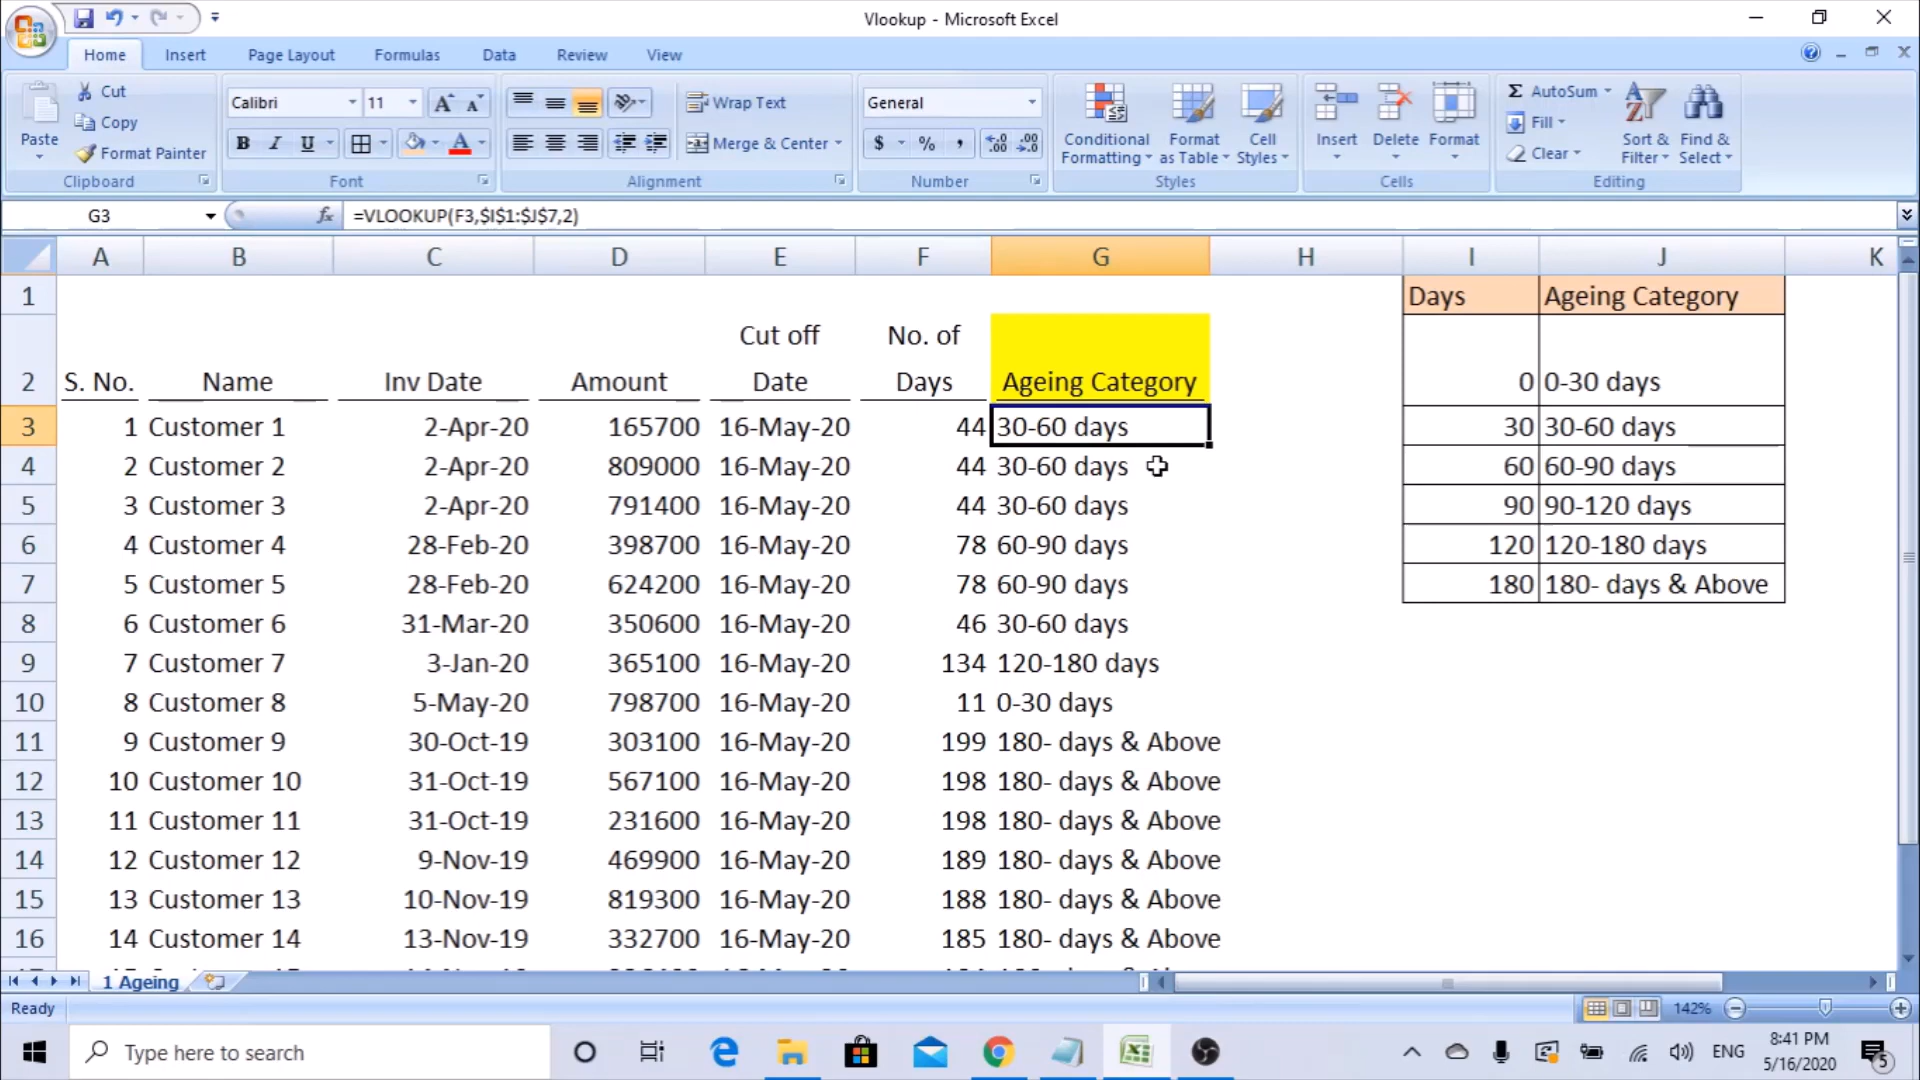 Vlookup - Microsoft Excel
Home Insert Page Layout Formulas Data Review View
Paste
Cut
Copy
Format Painter
Clipboard
Calibri 11
B I U
Font
Wrap Text
Merge & Center
Alignment
General
$ % ,
Number
Conditional Formatting
Format as Table
Cell Styles
Styles
Insert Delete Format
Cells
Σ AutoSum
Fill
Clear
Sort & Filter
Find & Select
Editing
G3 fx =VLOOKUP(F3,$I$1:$J$7,2)
A B C D E F G H I J K
1 Days Ageing Category
Cut off No. of
2 S. No. Name Inv Date Amount Date Days Ageing Category 0 0-30 days
3 1 Customer 1 2-Apr-20 165700 16-May-20 44 30-60 days 30 30-60 days
4 2 Customer 2 2-Apr-20 809000 16-May-20 44 30-60 days 60 60-90 days
5 3 Customer 3 2-Apr-20 791400 16-May-20 44 30-60 days 90 90-120 days
6 4 Customer 4 28-Feb-20 398700 16-May-20 78 60-90 days 120 120-180 days
7 5 Customer 5 28-Feb-20 624200 16-May-20 78 60-90 days 180 180- days & Above
8 6 Customer 6 31-Mar-20 350600 16-May-20 46 30-60 days
9 7 Customer 7 3-Jan-20 365100 16-May-20 134 120-180 days
10 8 Customer 8 5-May-20 798700 16-May-20 11 0-30 days
11 9 Customer 9 30-Oct-19 303100 16-May-20 199 180- days & Above
12 10 Customer 10 31-Oct-19 567100 16-May-20 198 180- days & Above
13 11 Customer 11 31-Oct-19 231600 16-May-20 198 180- days & Above
14 12 Customer 12 9-Nov-19 469900 16-May-20 189 180- days & Above
15 13 Customer 13 10-Nov-19 819300 16-May-20 188 180- days & Above
16 14 Customer 14 13-Nov-19 332700 16-May-20 185 180- days & Above
1 Ageing
Ready 142%
Type here to search
ENG
8:41 PM
5/16/2020
5